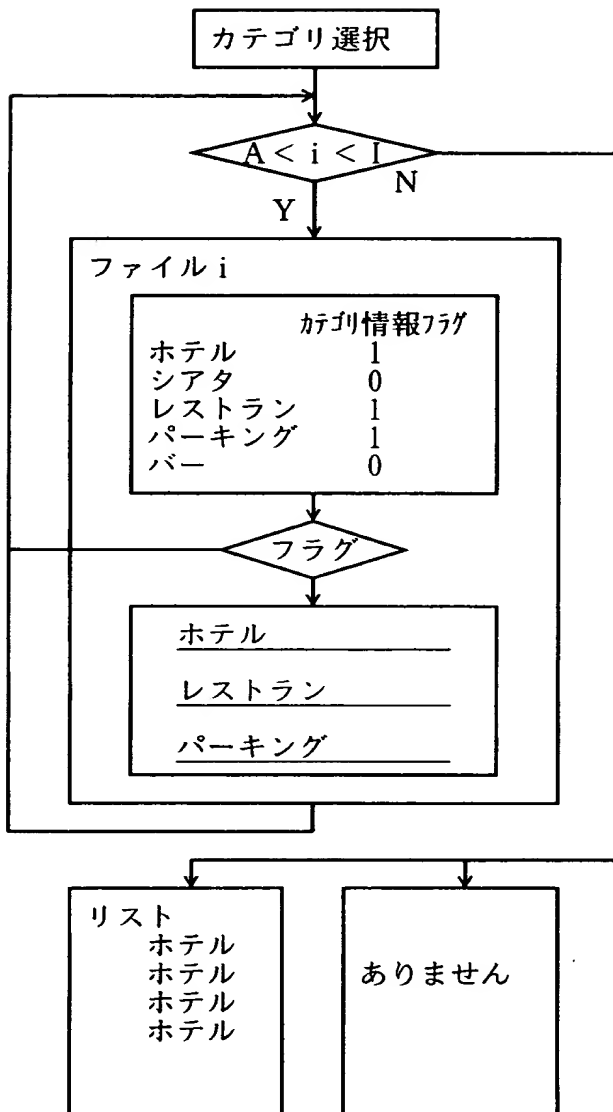 カテゴリ選択
A < i < I
N
Y
ファイル i
カテゴリ情報フラグ
ホテル 1
シアタ 0
レストラン 1
パーキング 1
バー 0
フラグ
ホテル
レストラン
パーキング
リスト
ホテル
ホテル
ホテル
ホテル
ありません